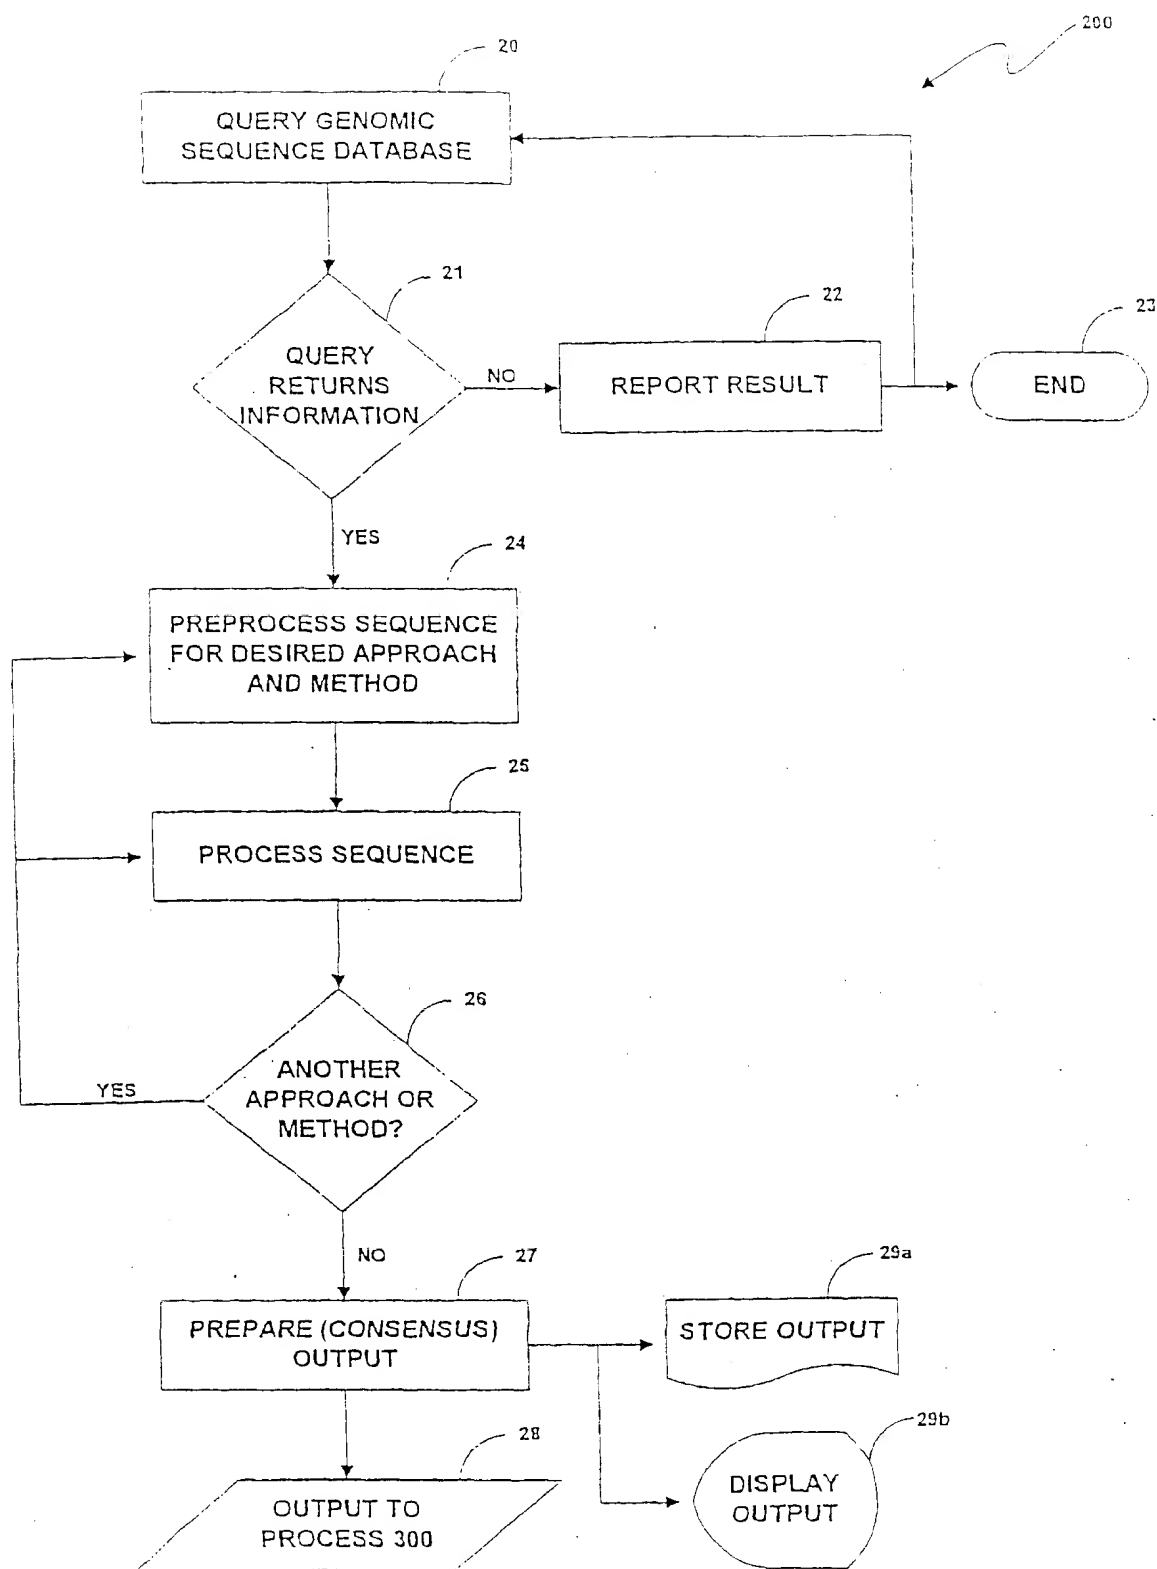 200
20
QUERY GENOMIC
SEQUENCE DATABASE
21
QUERY
RETURNS
INFORMATION
NO
22
REPORT RESULT
23
END
YES
24
PREPROCESS SEQUENCE
FOR DESIRED APPROACH
AND METHOD
25
PROCESS SEQUENCE
26
ANOTHER
APPROACH OR
METHOD?
YES
NO
27
PREPARE (CONSENSUS)
OUTPUT
29a
STORE OUTPUT
28
OUTPUT TO
PROCESS 300
29b
DISPLAY
OUTPUT